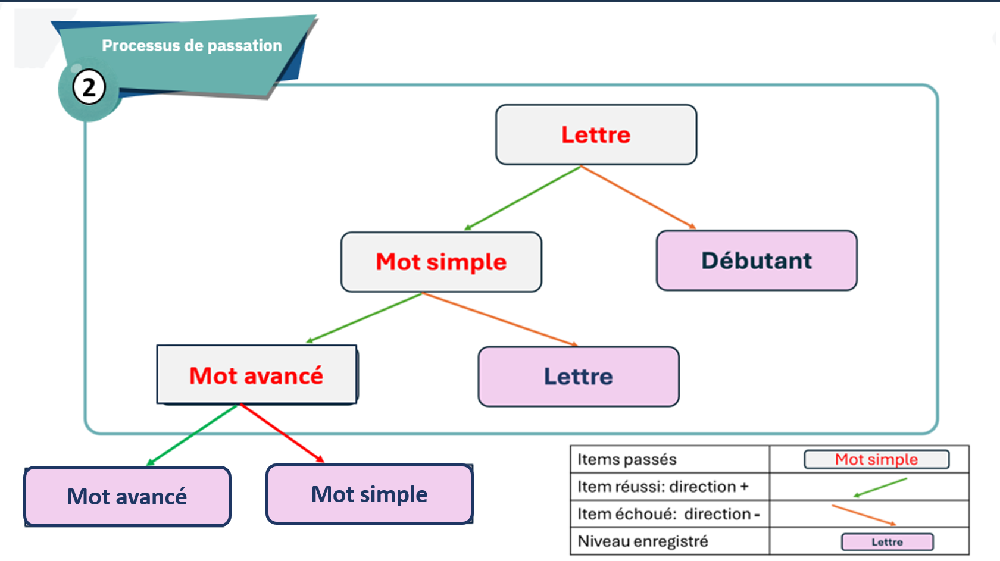 Processus de passation
2
Lettre
Mot simple
Débutant
Mot avancé
Lettre
Mot avancé
Mot simple
Items passés
Mot simple
Item réussi: direction +
Item échoué: direction -
Niveau enregistré
Lettre